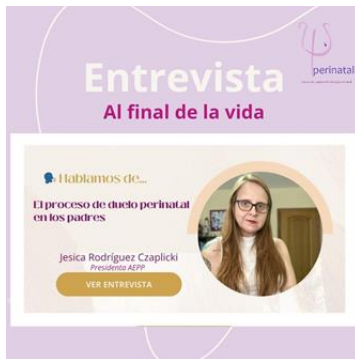 perinatal
Entrevista
Al final de la vida
Hablamos de...
El proceso de duelo perinatal
en los padres
Jesica Rodríguez Czaplicki
Presidenta AEPP
VER ENTREVISTA